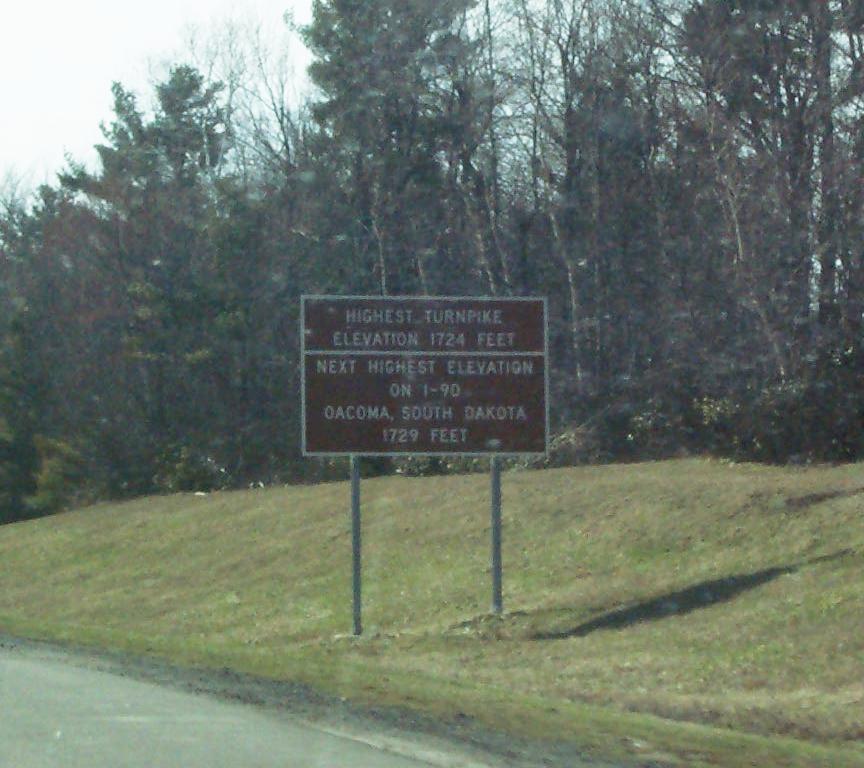 HIGHEST TURNPIKE
ELEVATION 1724 FEET
NEXT HIGHEST ELEVATION
ON I-90
OACOMA, SOUTH DAKOTA
1729 FEET